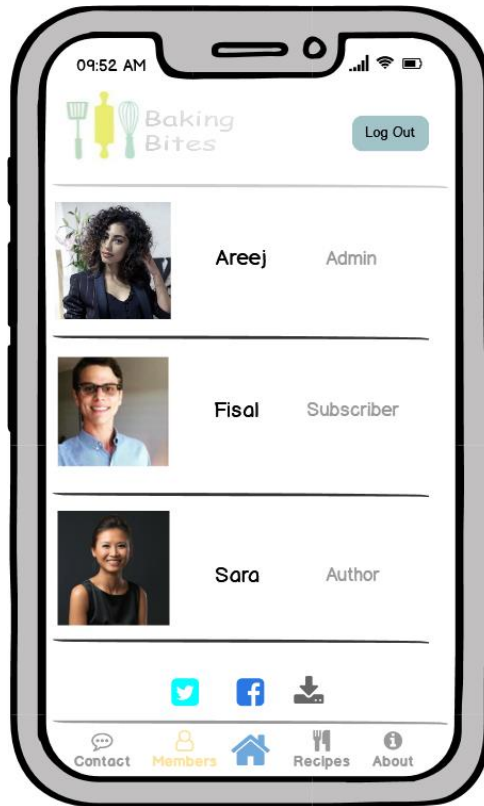 09:52 AM
Baking
Bites
Log Out
Areej Admin
Fisal Subscriber
Sara Author
Contact Members Recipes About